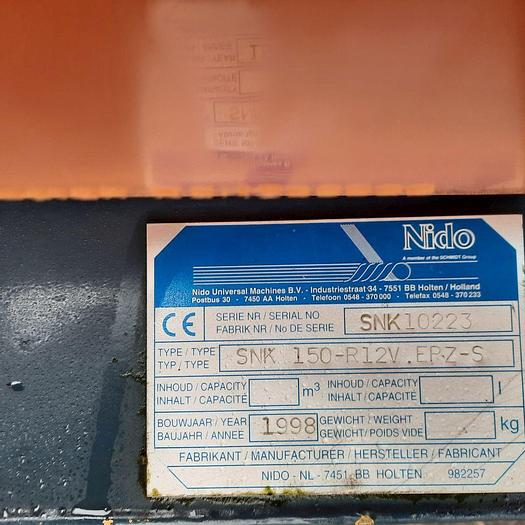 Nido
A member of the SCHMIDT Group
Nido Universal Machines B.V. - Industriestraat 34 - 7551 BB Holten / Holland
Postbus 30 - 7450 AA Holten - Telefoon 0548 - 370000 - Telefax 0548 - 370233
CE
SERIE NR / SERIAL NO
FABRIK NR / No DE SERIE
SNK10223
TYPE / TYPE
TYP / TYPE
SNK 150-R12V.ERZ-S
INHOUD / CAPACITY
INHALT / CAPACITE
m³
INHOUD / CAPACITY
INHALT / CAPACITE
l
BOUWJAAR / YEAR
BAUJAHR / ANNEE
1998
GEWICHT / WEIGHT
GEWICHT / POIDS VIDE
kg
FABRIKANT / MANUFACTURER / HERSTELLER / FABRICANT
NIDO - NL - 7451 BB HOLTEN 982257